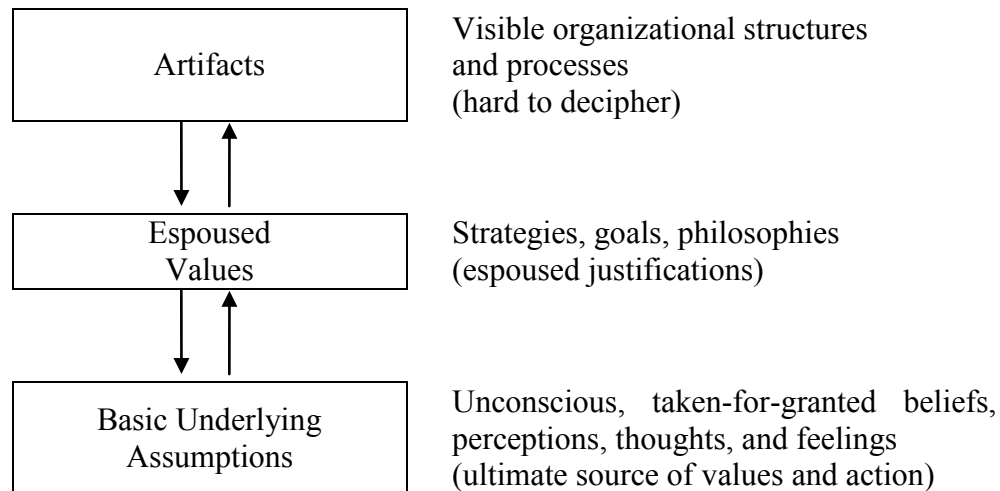 Artifacts
Visible organizational structures
and processes
(hard to decipher)
Espoused
Values
Strategies, goals, philosophies
(espoused justifications)
Basic Underlying
Assumptions
Unconscious, taken-for-granted beliefs,
perceptions, thoughts, and feelings
(ultimate source of values and action)